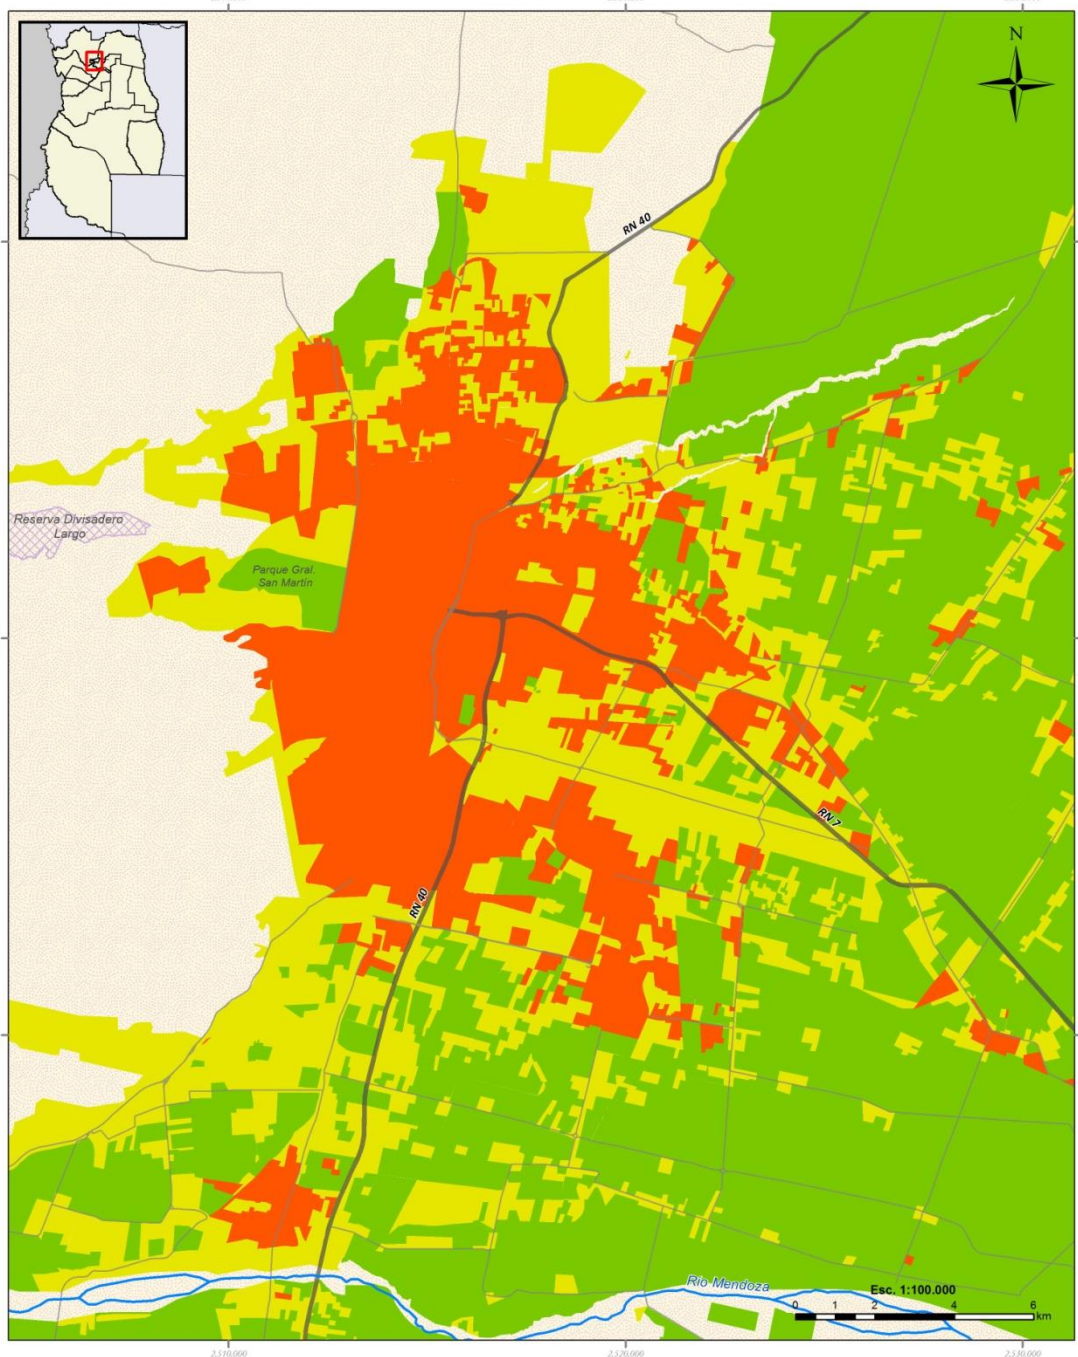 N
RN 40
Reserva Divisadero
Largo
Parque Gral.
San Martín
RN 7
RN 40
Río Mendoza
Esc. 1:100.000
0 1 2 4 6
km
2.510.000 2.520.000 2.530.000